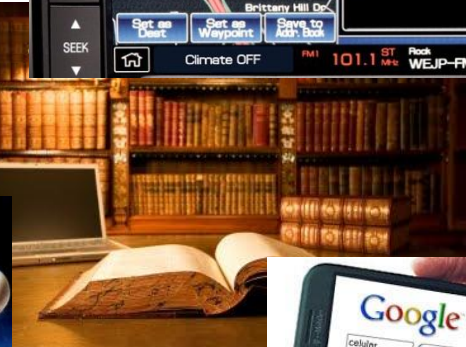 Brittany Hill Dr
Set as Dest
Set as Waypoint
Save to Addr. Book
SEEK
Climate OFF
FM1 101.1 MHz ST Rock WEJP-FM
Google
celular